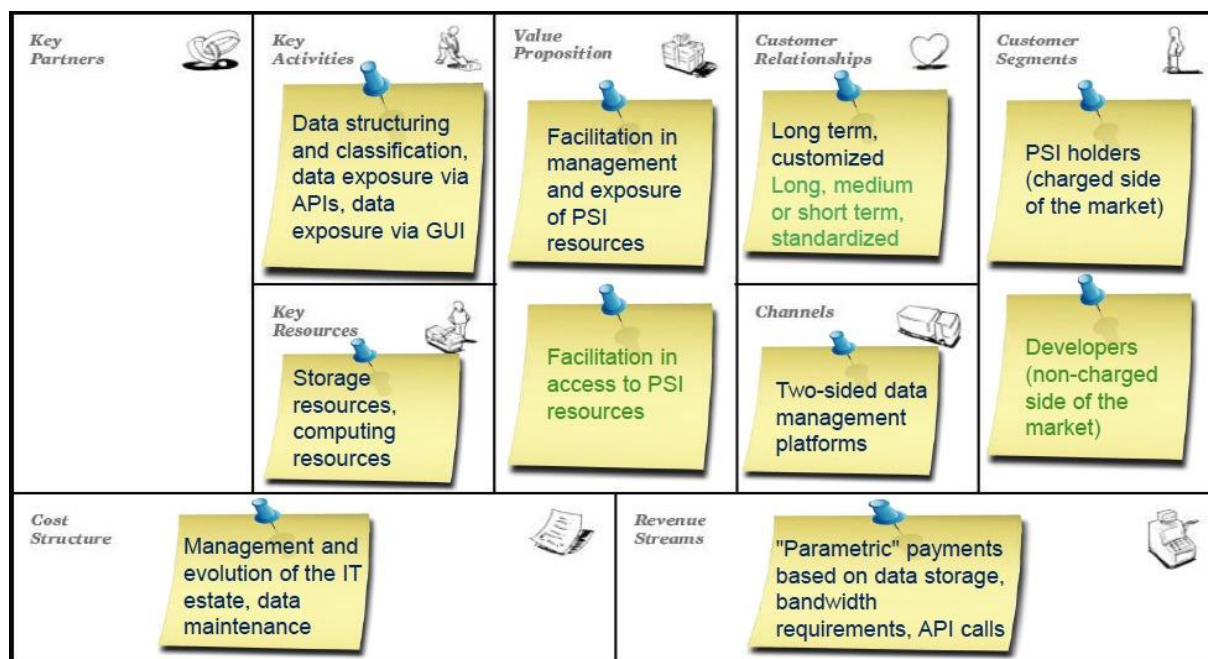 Key
Partners
Key
Activities
Data structuring
and classification,
data exposure via
APIs, data
exposure via GUI
Key
Resources
Storage
resources,
computing
resources
Value
Proposition
Facilitation in
management
and exposure
of PSI
resources
Facilitation in
access to PSI
resources
Customer
Relationships
Long term,
customized
Long, medium
or short term,
standardized
Channels
Two-sided data
management
platforms
Customer
Segments
PSI holders
(charged side
of the market)
Developers
(non-charged
side of the
market)
Cost
Structure
Management and
evolution of the IT
estate, data
maintenance
Revenue
Streams
"Parametric" payments
based on data storage,
bandwidth
requirements, API calls